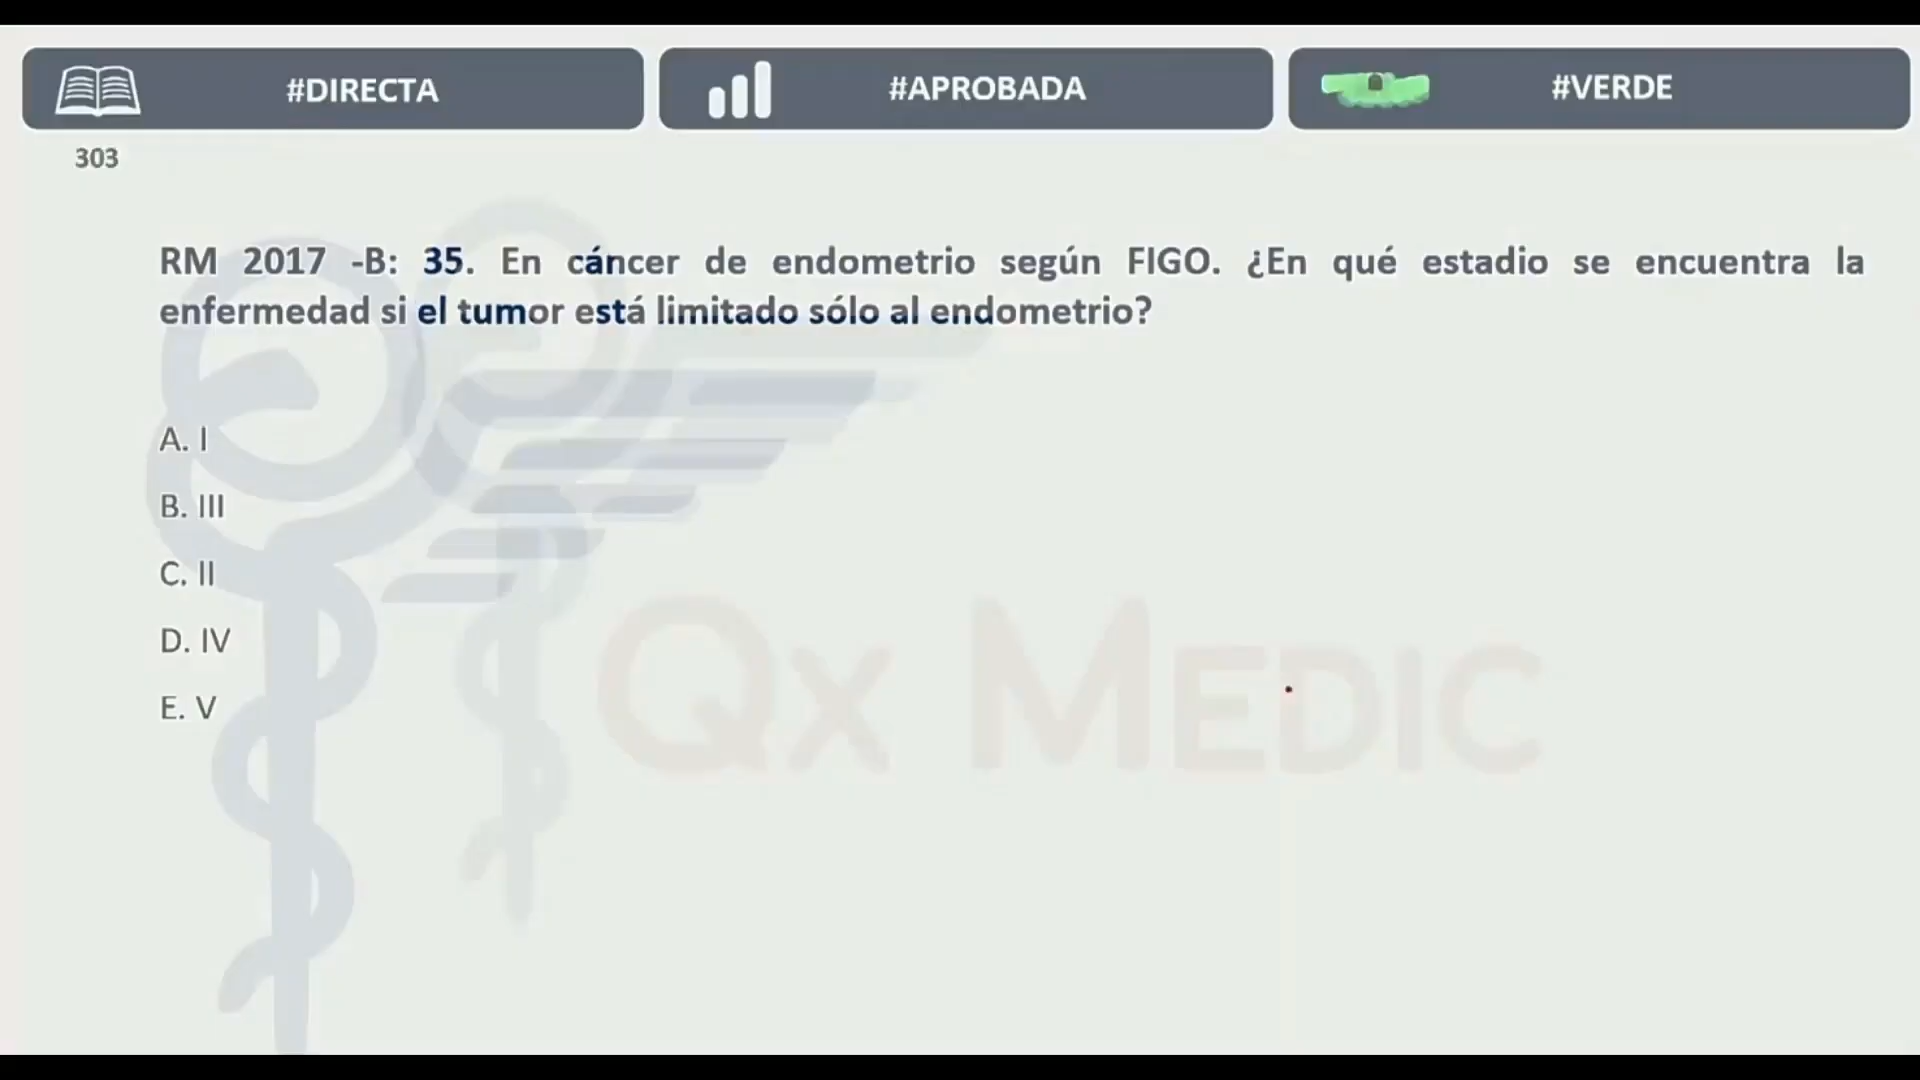 #DIRECTA
#APROBADA
#VERDE
303
RM 2017 -B: 35. En cáncer de endometrio según FIGO. ¿En qué estadio se encuentra la
enfermedad si el tumor está limitado sólo al endometrio?
A. I
B. III
C. II
D. IV
E. V
QX MEDIC